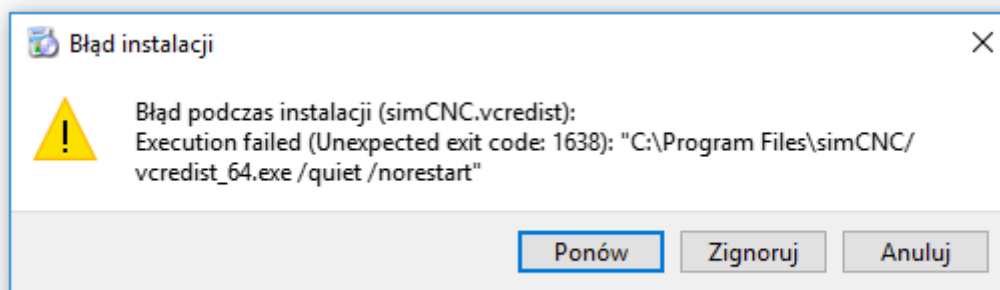 Błąd instalacji
Błąd podczas instalacji (simCNC.vcredist):
Execution failed (Unexpected exit code: 1638): "C:\Program Files\simCNC/
vcredist_64.exe /quiet /norestart"
Ponów Zignoruj Anuluj